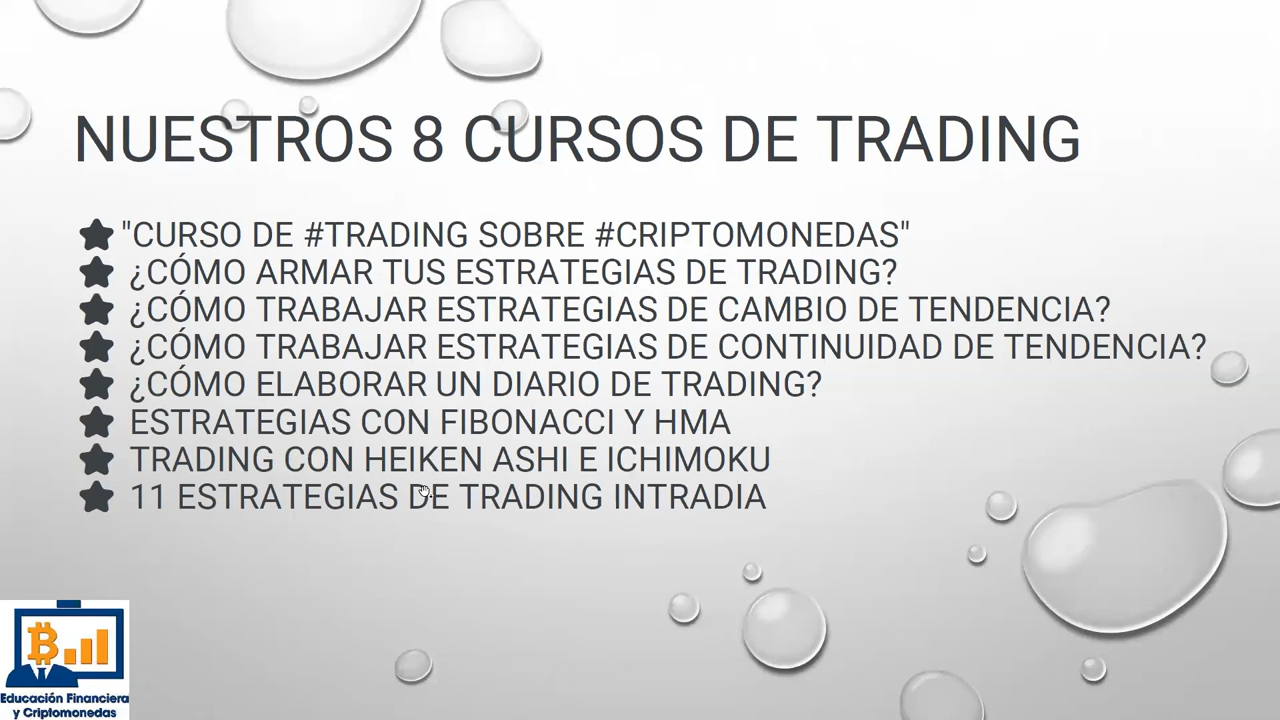 NUESTROS 8 CURSOS DE TRADING
"CURSO DE #TRADING SOBRE #CRIPTOMONEDAS"
¿CÓMO ARMAR TUS ESTRATEGIAS DE TRADING?
¿CÓMO TRABAJAR ESTRATEGIAS DE CAMBIO DE TENDENCIA?
¿CÓMO TRABAJAR ESTRATEGIAS DE CONTINUIDAD DE TENDENCIA?
¿CÓMO ELABORAR UN DIARIO DE TRADING?
ESTRATEGIAS CON FIBONACCI Y HMA
TRADING CON HEIKEN ASHI E ICHIMOKU
11 ESTRATEGIAS DE TRADING INTRADIA
Educación Financiera
y Criptomonedas